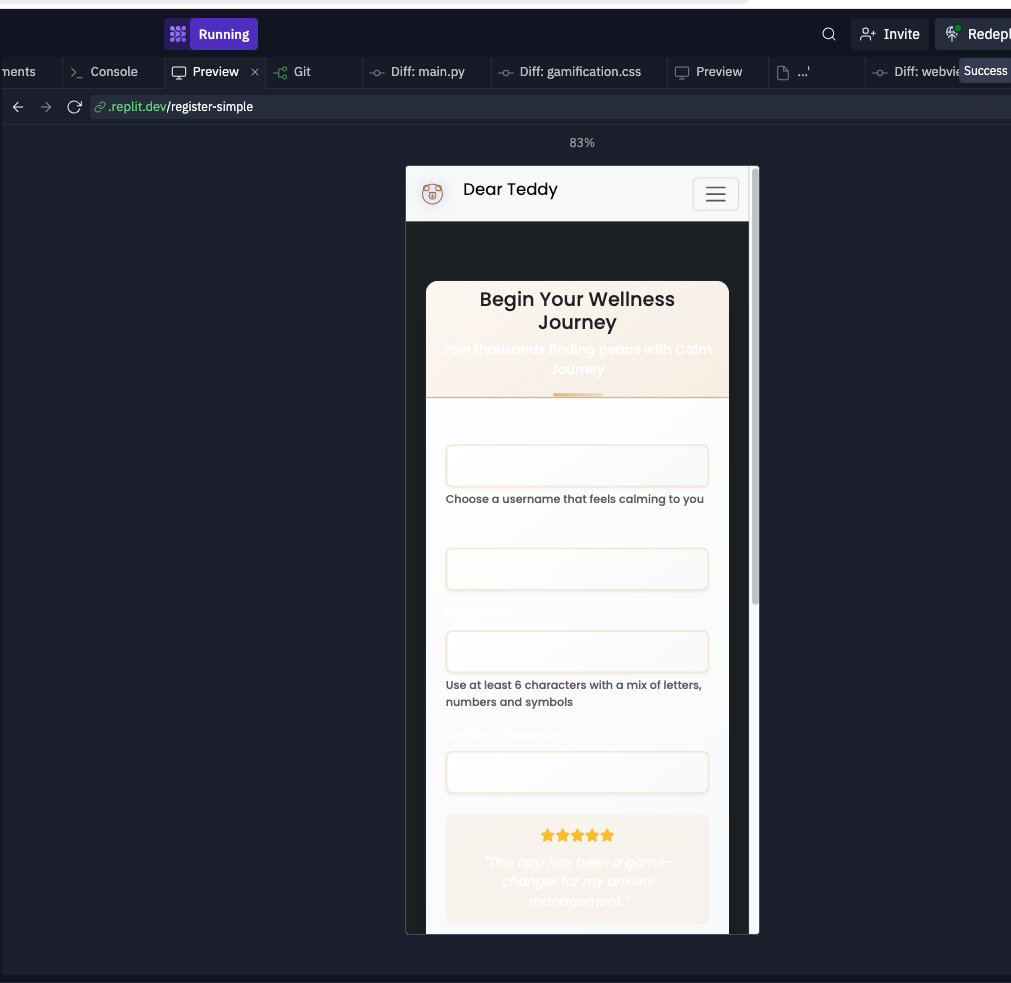 Running
Invite
Redepl
ments
Console
Preview
Git
Diff: main.py
Diff: gamification.css
Preview
...'
Diff: webvie
Success
.replit.dev/register-simple
83%
Dear Teddy
Begin Your Wellness
Journey
Join thousands finding peace with Calm
Journey
Choose a username that feels calming to you
Password
Use at least 6 characters with a mix of letters,
numbers and symbols
Confirm Password
"This app has been a game-
changer for my anxiety
management."